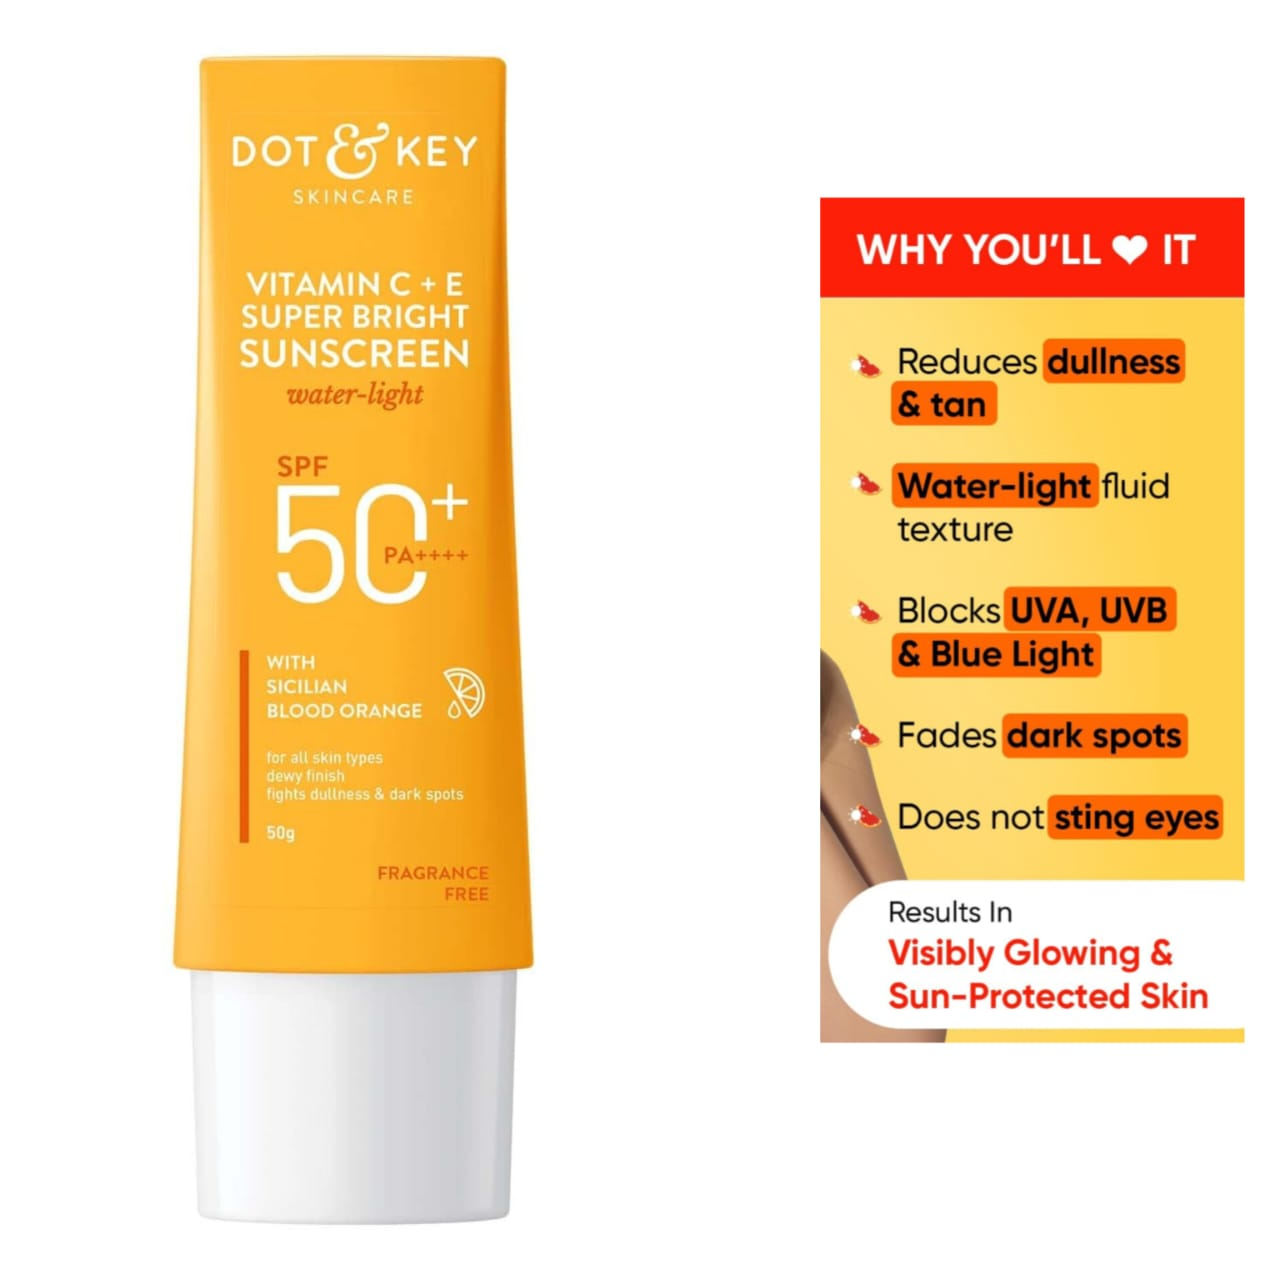 DOT & KEY
SKINCARE
VITAMIN C + E
SUPER BRIGHT
SUNSCREEN
water-light
SPF
50+
PA++++
WITH
SICILIAN
BLOOD ORANGE
for all skin types
dewy finish
fights dullness & dark spots
50g
FRAGRANCE
FREE
WHY YOU'LL ♥ IT
Reduces dullness
& tan
Water-light fluid
texture
Blocks UVA, UVB
& Blue Light
Fades dark spots
Does not sting eyes
Results In
Visibly Glowing &
Sun-Protected Skin